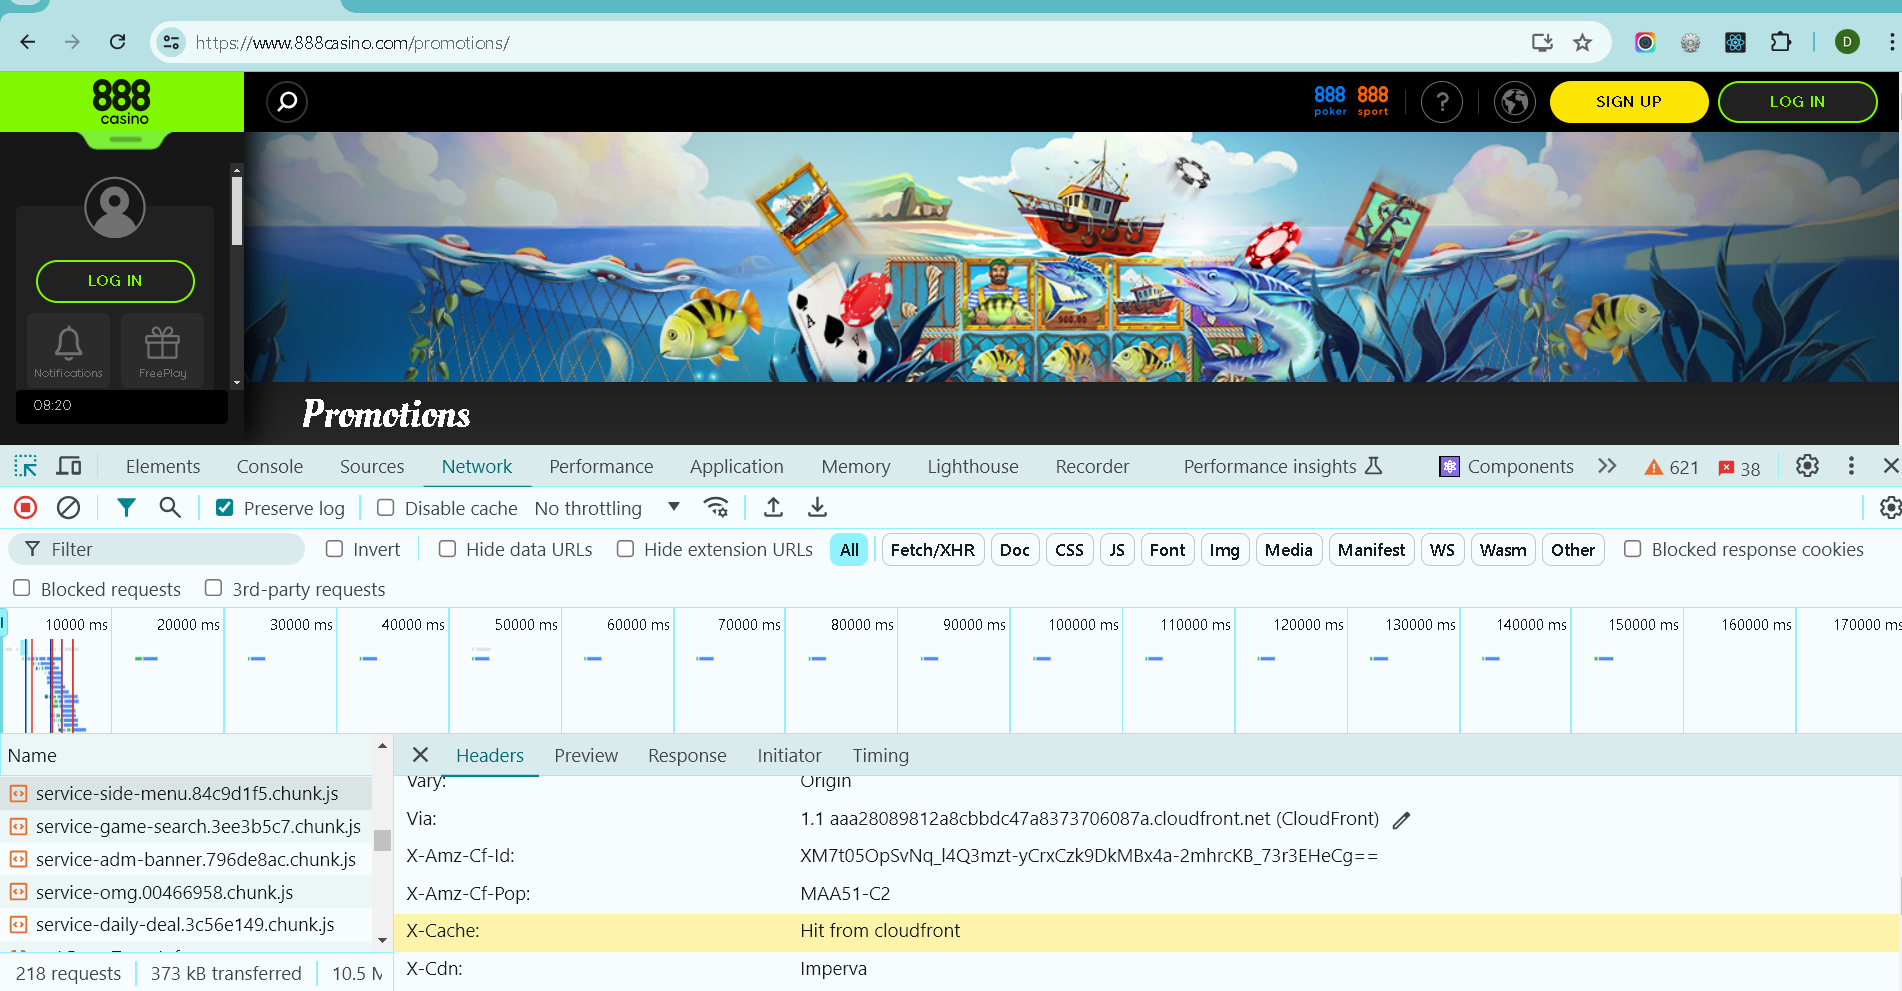 https://www.888casino.com/promotions/
D
888
casino
888
poker
888
sport
?
SIGN UP
LOG IN
LOG IN
Notifications
FreePlay
08:20
Promotions
Elements
Console
Sources
Network
Performance
Application
Memory
Lighthouse
Recorder
Performance insights
Components
621
38
Preserve log
Disable cache
No throttling
Filter
Invert
Hide data URLs
Hide extension URLs
All
Fetch/XHR
Doc
CSS
JS
Font
Img
Media
Manifest
WS
Wasm
Other
Blocked response cookies
Blocked requests
3rd-party requests
10000 ms
20000 ms
30000 ms
40000 ms
50000 ms
60000 ms
70000 ms
80000 ms
90000 ms
100000 ms
110000 ms
120000 ms
130000 ms
140000 ms
150000 ms
160000 ms
170000 ms
Name
Headers
Preview
Response
Initiator
Timing
service-side-menu.84c9d1f5.chunk.js
service-game-search.3ee3b5c7.chunk.js
service-adm-banner.796de8ac.chunk.js
service-omg.00466958.chunk.js
service-daily-deal.3c56e149.chunk.js
Vary: Origin
Via: 1.1 aaa28089812a8cbbdc47a8373706087a.cloudfront.net (CloudFront)
X-Amz-Cf-Id: XM7t05OpSvNq_l4Q3mzt-yCrxCzk9DkMBx4a-2mhrcKB_73r3EHeCg==
X-Amz-Cf-Pop: MAA51-C2
X-Cache: Hit from cloudfront
X-Cdn: Imperva
218 requests
373 kB transferred
10.5 M